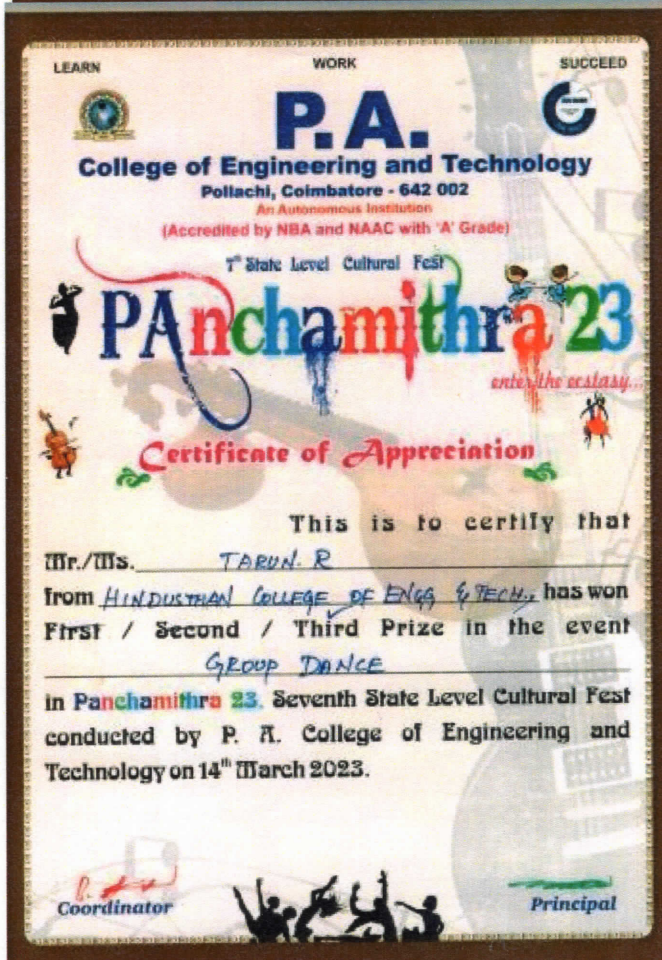 LEARN WORK SUCCEED
P.A.
College of Engineering and Technology
Pollachi, Coimbatore - 642 002
An Autonomous Institution
(Accredited by NBA and NAAC with 'A' Grade)
7th State Level Cultural Fest
PAnchamithra 23
enter the ecstasy...
Certificate of Appreciation
This is to certify that
Mr./Ms. TARUN. R
from HINDUSTHAN COLLEGE OF ENGG & TECH., has won
First / Second / Third Prize in the event
GROUP DANCE
in Panchamithra 23, Seventh State Level Cultural Fest
conducted by P. A. College of Engineering and
Technology on 14th March 2023.
Coordinator Principal